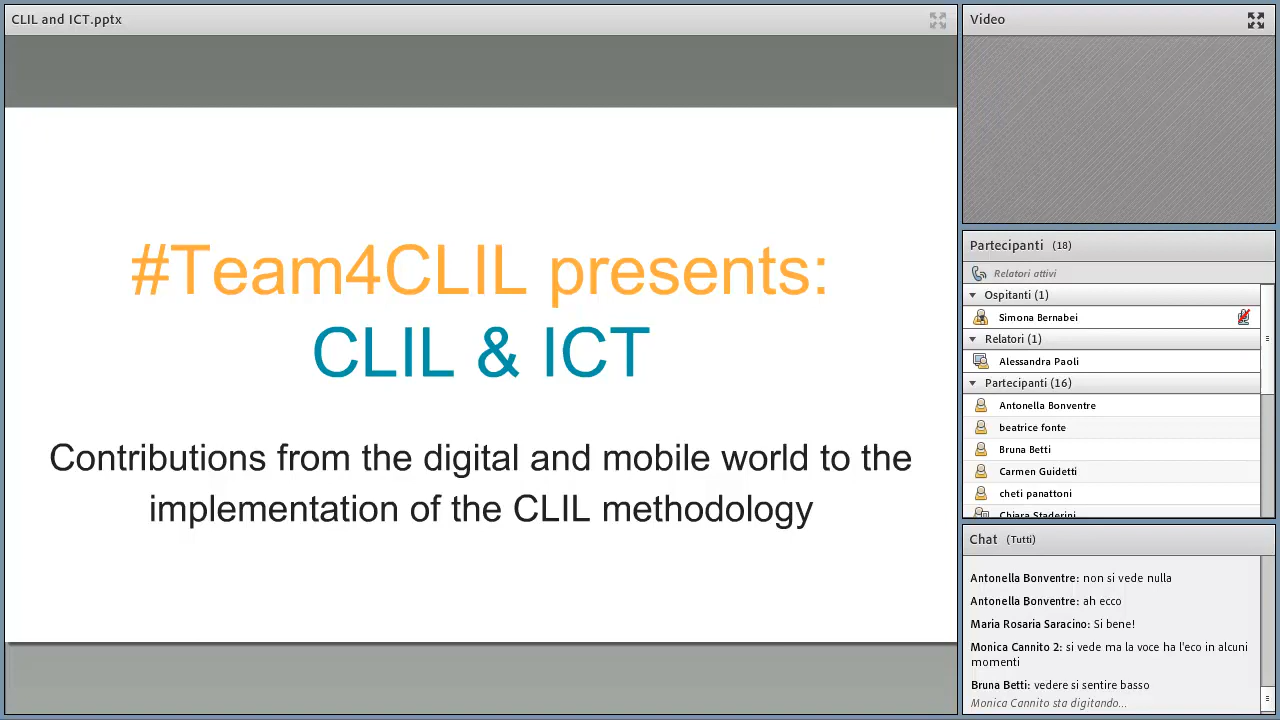 CLIL and ICT.pptx
#Team4CLIL presents:
CLIL & ICT
Contributions from the digital and mobile world to the
implementation of the CLIL methodology
Video
Partecipanti (18)
Relatori attivi
Ospitanti (1)
Simona Bernabei
Relatori (1)
Alessandra Paoli
Partecipanti (16)
Antonella Bonventre
beatrice fonte
Bruna Betti
Carmen Guidetti
cheti panattoni
Chiara Staderini
Chat (Tutti)
Antonella Bonventre: non si vede nulla
Antonella Bonventre: ah ecco
Maria Rosaria Saracino: Si bene!
Monica Cannito 2: si vede ma la voce ha l'eco in alcuni
momenti
Bruna Betti: vedere si sentire basso
Monica Cannito sta digitando...